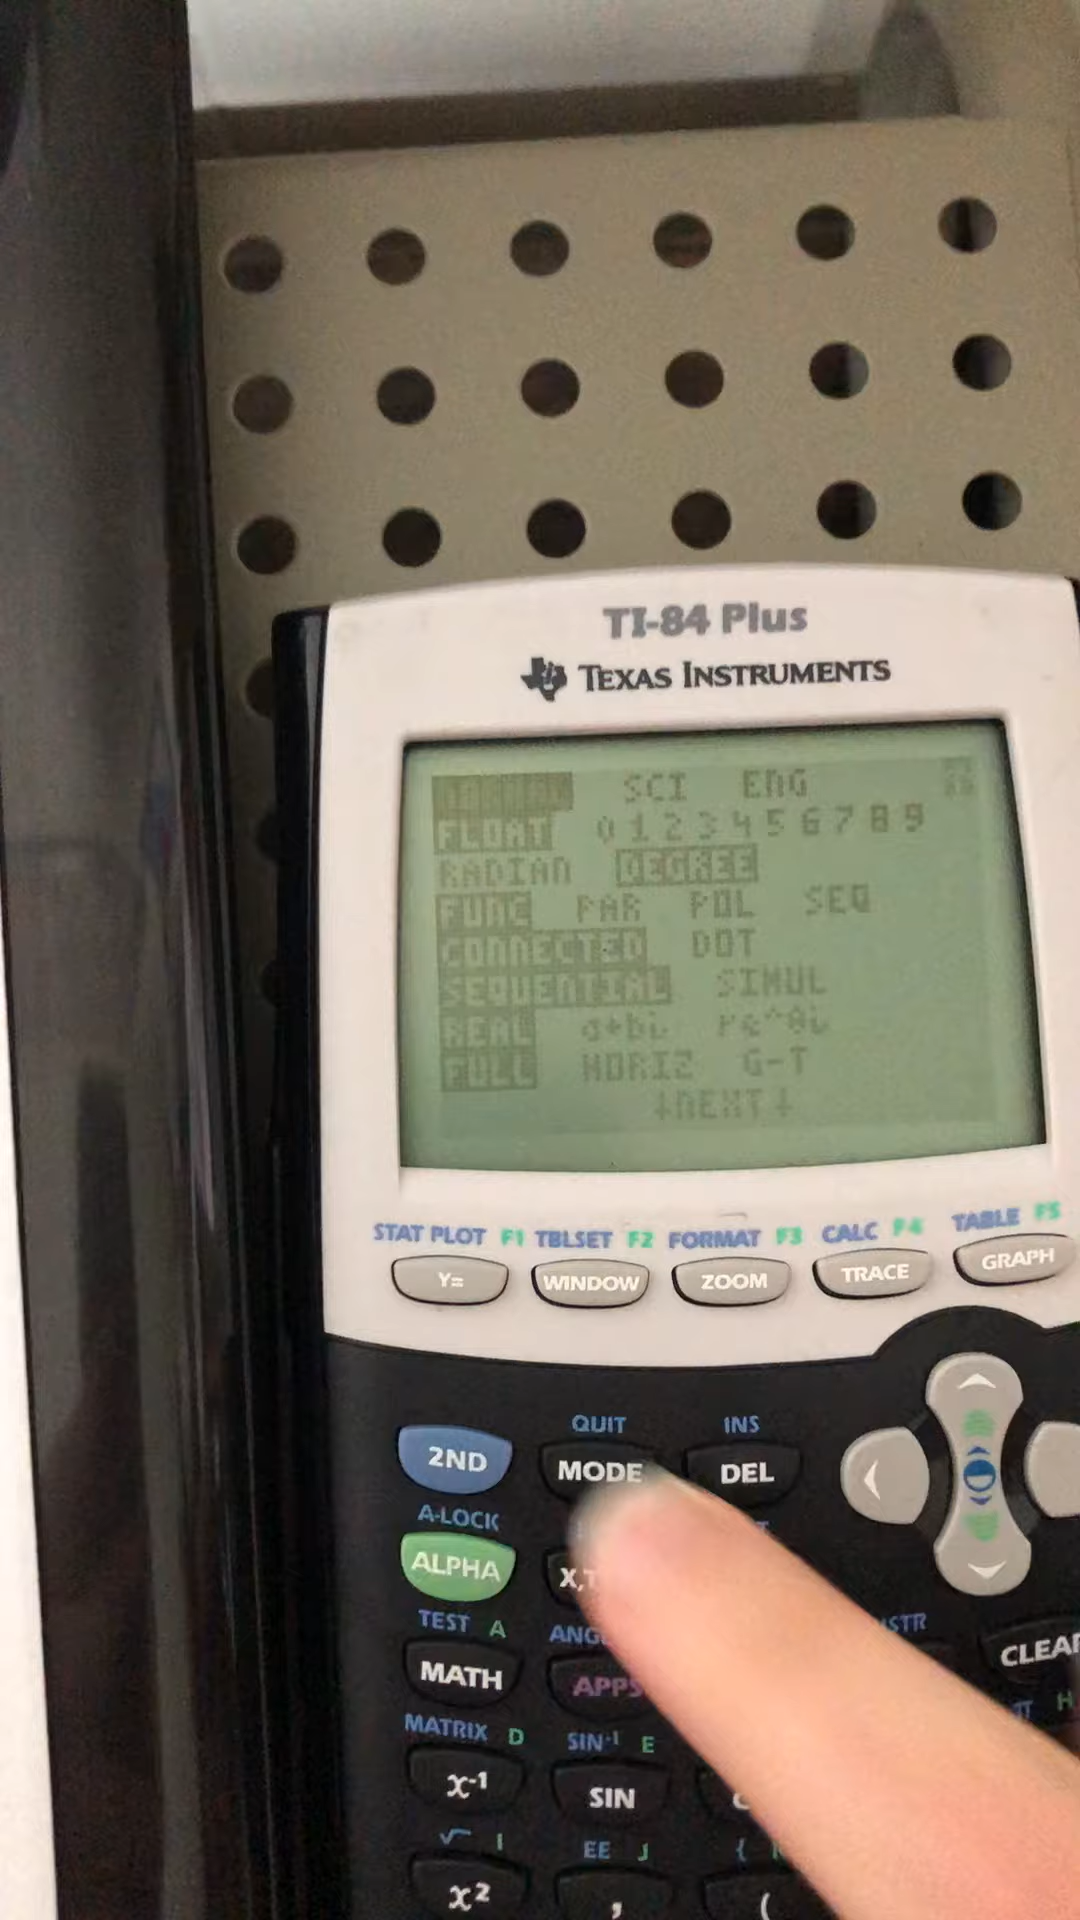 TI-84 Plus
TEXAS INSTRUMENTS
NORMAL SCI ENG
FLOAT 0 1 2 3 4 5 6 7 8 9
RADIAN DEGREE
FUNC PAR POL SEQ
CONNECTED DOT
SEQUENTIAL SIMUL
REAL a+bi re^θi
FULL HORIZ G-T
↓NEXT↓
STAT PLOT F1 TBLSET F2 FORMAT F3 CALC F4 TABLE F5
Y= WINDOW ZOOM TRACE GRAPH
QUIT INS
2ND MODE DEL
A-LOCK
ALPHA X,T
TEST A
MATH APPS CLEAR
MATRIX D SIN-1 E π H
x-1 SIN
√ I EE J {
x² , (